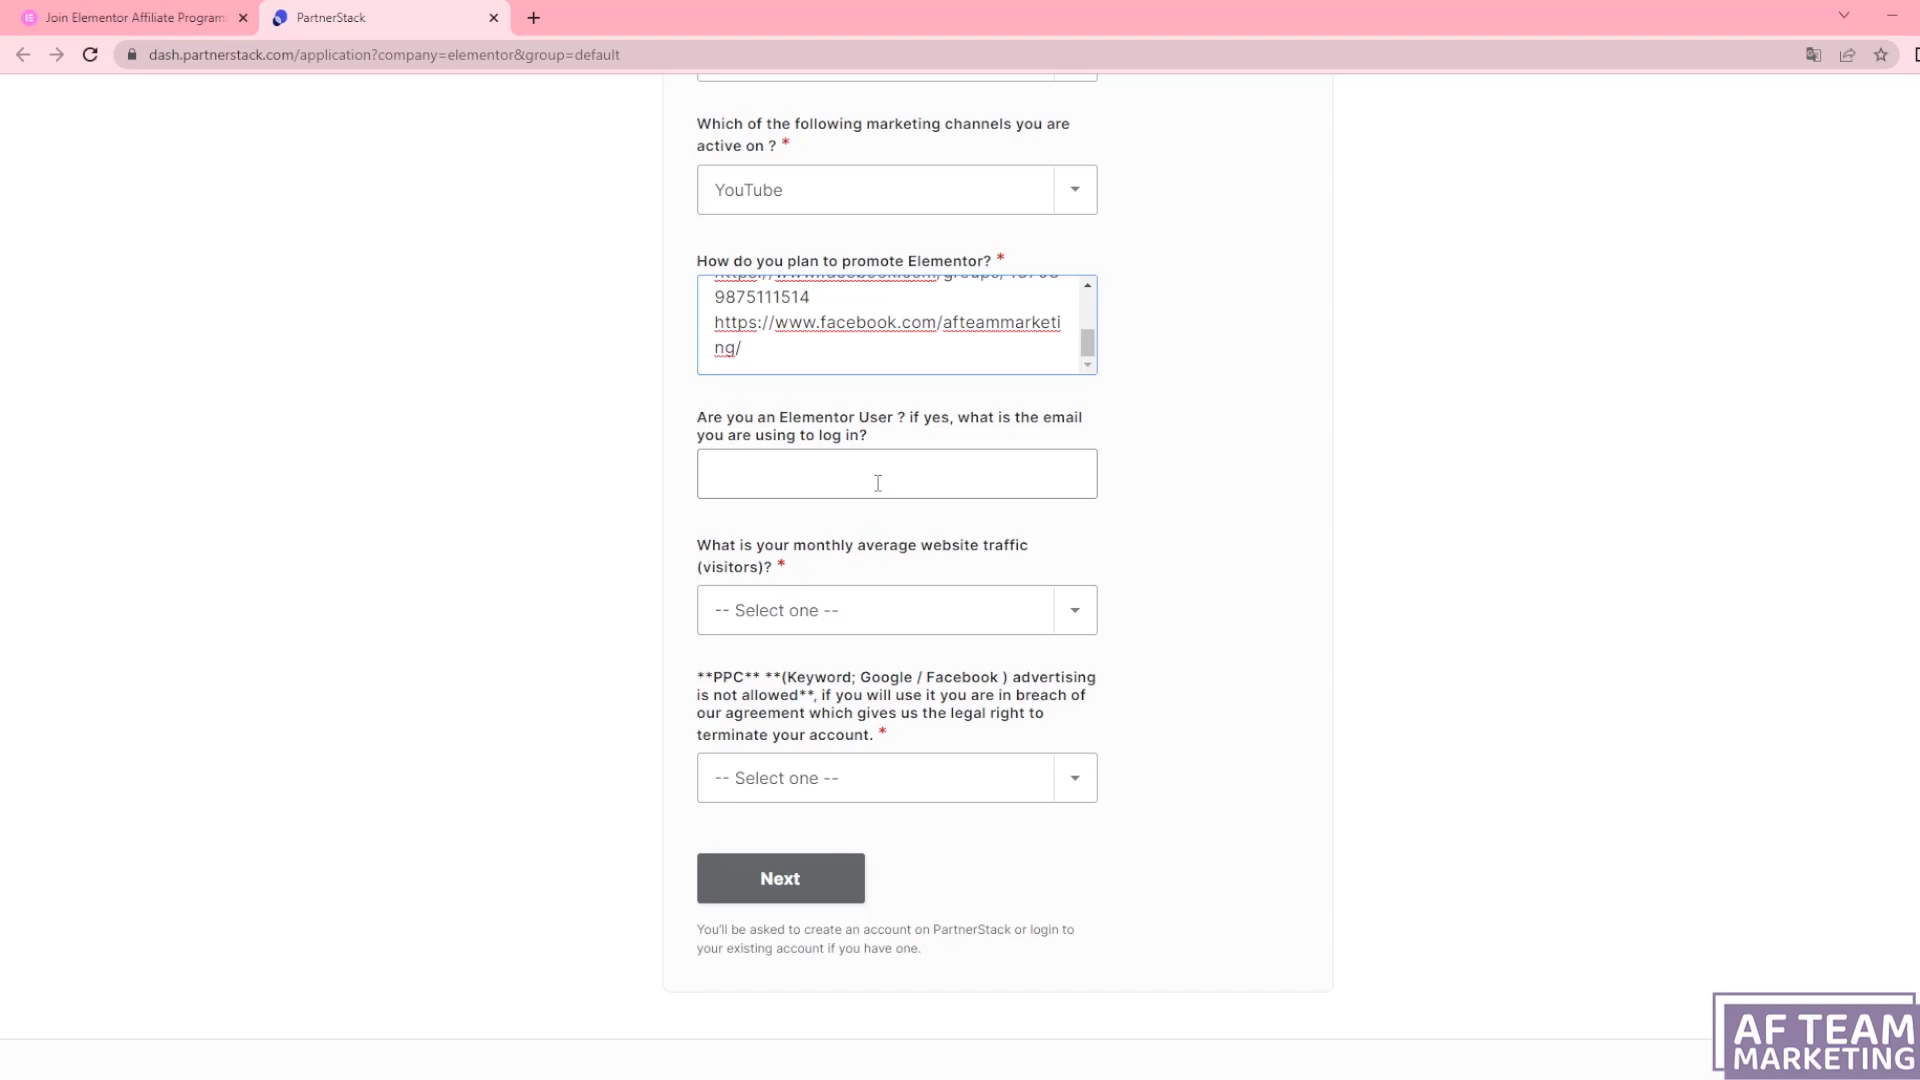 Join Elementor Affiliate Program
PartnerStack
dash.partnerstack.com/application?company=elementor&group=default
Which of the following marketing channels you are
active on ? *
YouTube
How do you plan to promote Elementor? *
9875111514
https://www.facebook.com/afteammarketi
ng/
Are you an Elementor User ? if yes, what is the email
you are using to log in?
What is your monthly average website traffic
(visitors)? *
-- Select one --
**PPC** **(Keyword; Google / Facebook ) advertising
is not allowed**, if you will use it you are in breach of
our agreement which gives us the legal right to
terminate your account. *
-- Select one --
Next
You'll be asked to create an account on PartnerStack or login to
your existing account if you have one.
AF TEAM
MARKETING